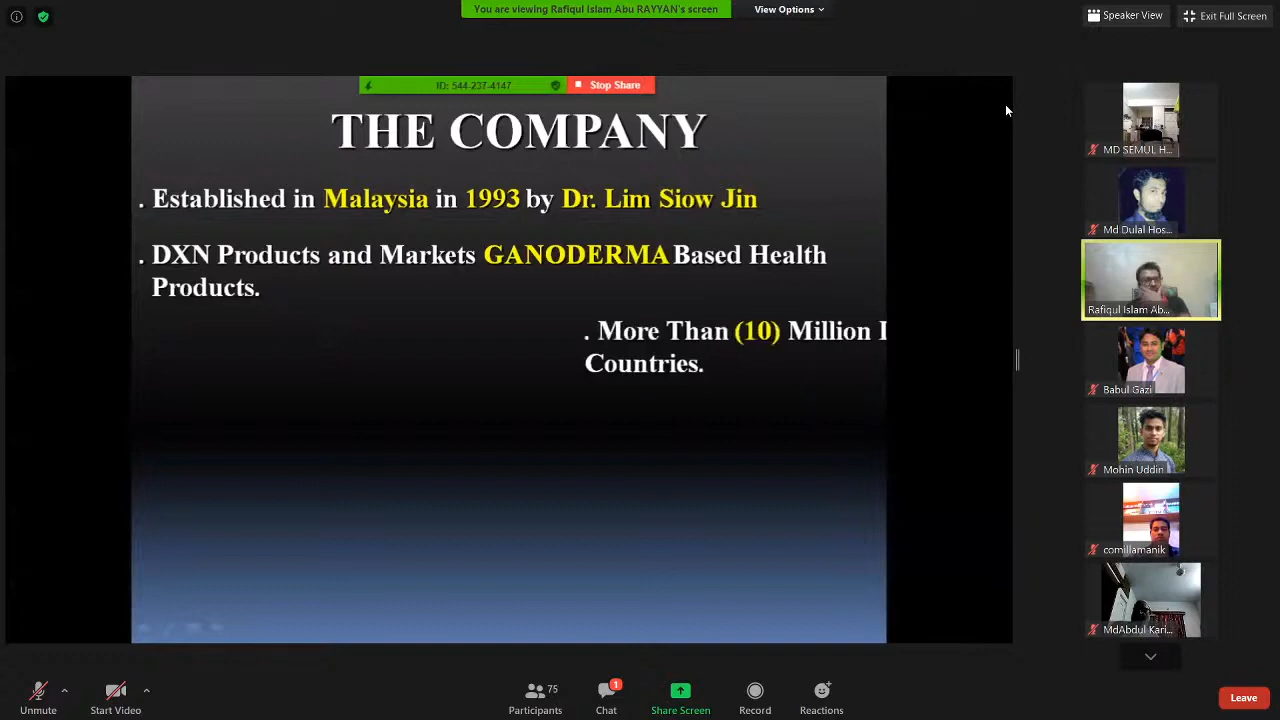 You are viewing Rafiqul Islam Abu RAYYAN's screen
View Options
Speaker View
Exit Full Screen
ID: 544-237-4147
Stop Share
THE COMPANY
. Established in Malaysia in 1993 by Dr. Lim Siow Jin
. DXN Products and Markets GANODERMA Based Health
Products.
. More Than (10) Million
Countries.
MD SEMUL H...
Md Dulal Hos...
Rafiqul Islam Ab...
Babul Gazi
Mohin Uddin
comillamanik
MdAbdul Kari...
Unmute
Start Video
75
Participants
1
Chat
Share Screen
Record
Reactions
Leave